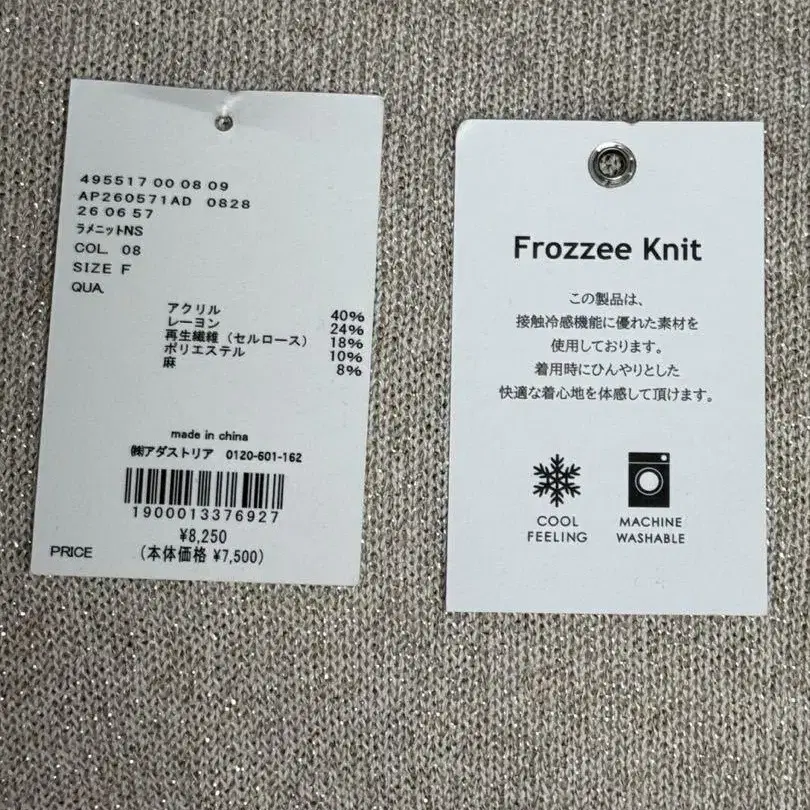 495517 00 08 09
AP260571AD 0828
26 06 57
ラメニットNS
COL. 08
SIZE F
QUA.
アクリル 40%
レーヨン 24%
再生繊維（セルロース） 18%
ポリエステル 10%
麻 8%
made in china
㈱アダストリア 0120-601-162
1900013376927
¥8,250
PRICE (本体価格 ¥7,500)
Frozzee Knit
この製品は、
接触冷感機能に優れた素材を
使用しております。
着用時にひんやりとした
快適な着心地を体感して頂けます。
COOL
FEELING
MACHINE
WASHABLE